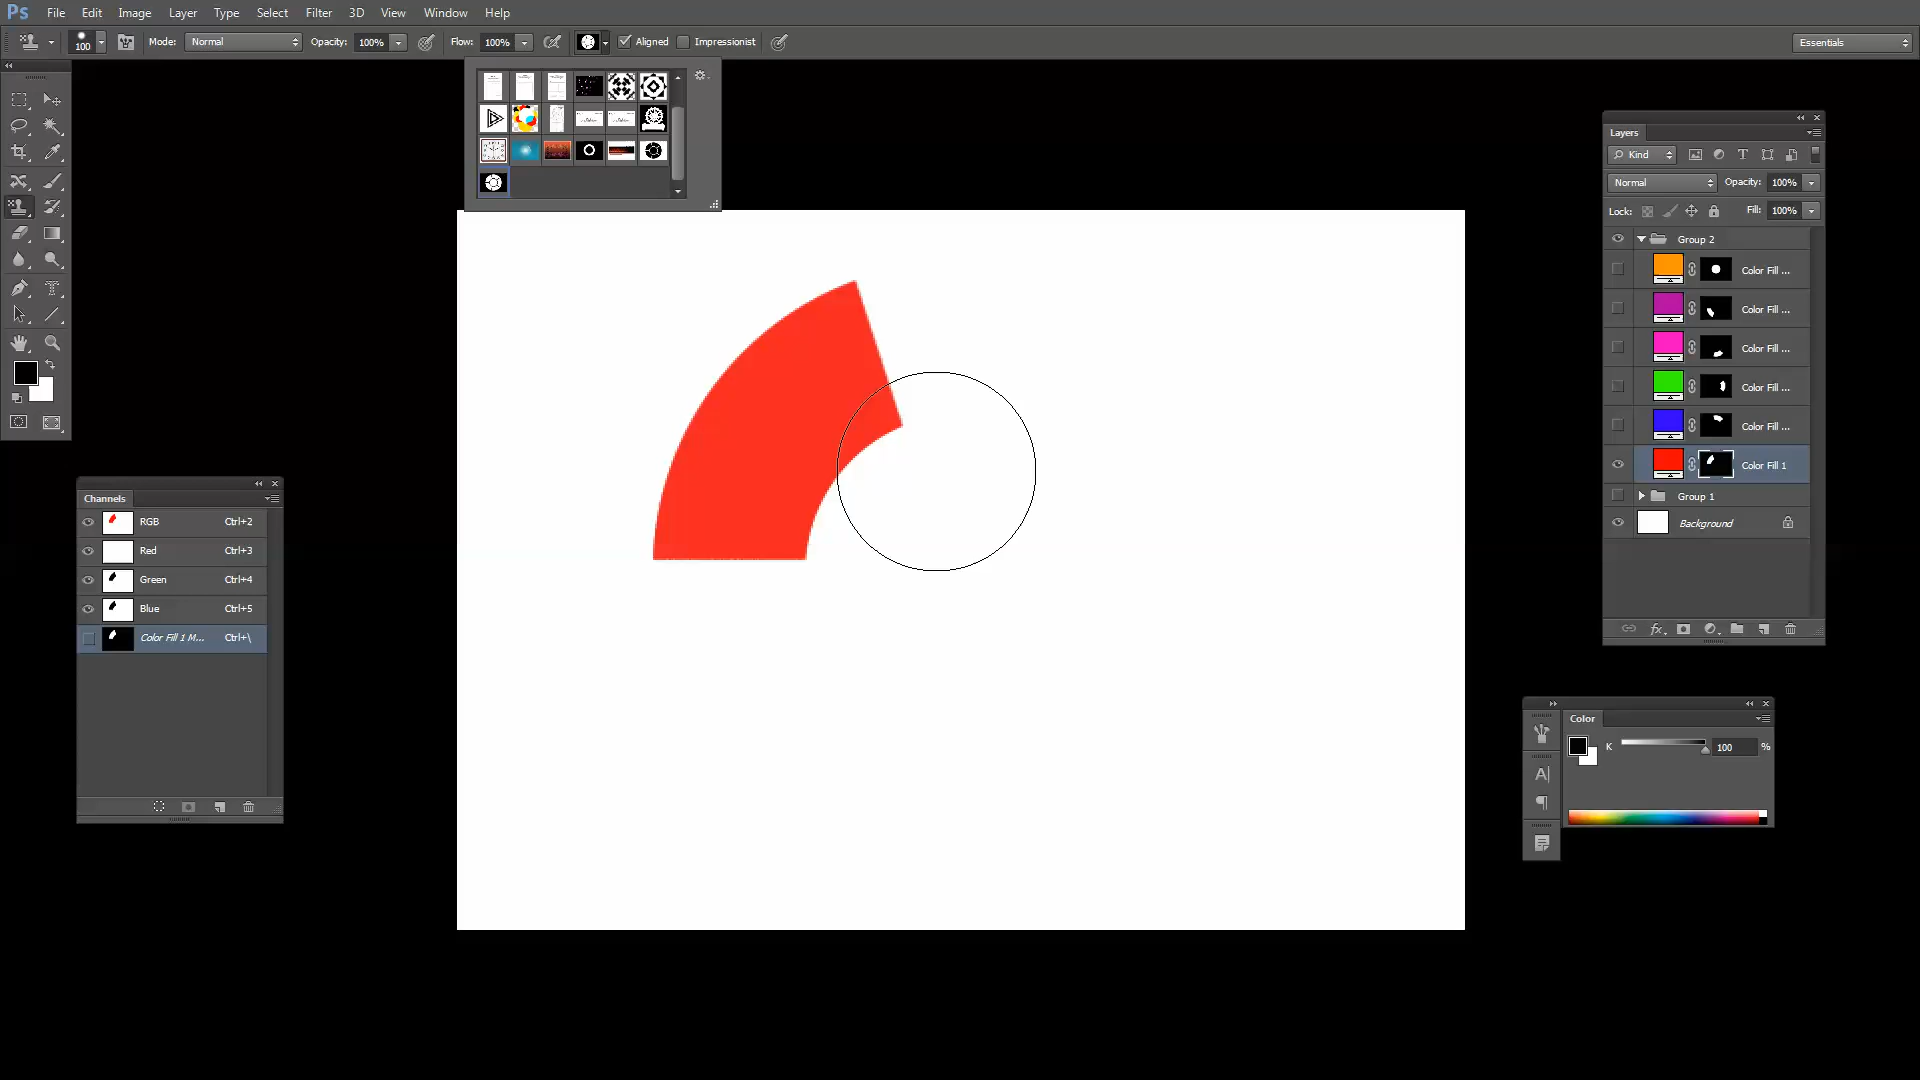 Ps File Edit Image Layer Type Select Filter 3D View Window Help
100 Mode: Normal Opacity: 100% Flow: 100% Aligned Impressionist Essentials
Layers
Kind
Normal Opacity: 100%
Lock: Fill: 100%
Group 2
Color Fill ...
Color Fill ...
Color Fill ...
Color Fill ...
Color Fill ...
Color Fill 1
Group 1
Background
fx
Channels
RGB Ctrl+2
Red Ctrl+3
Green Ctrl+4
Blue Ctrl+5
Color Fill 1 M... Ctrl+\
Color
K 100 %